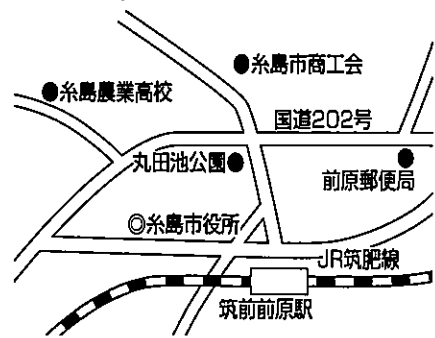 糸島市商工会
糸島農業高校
国道202号
丸田池公園
前原郵便局
糸島市役所
JR筑肥線
筑前前原駅